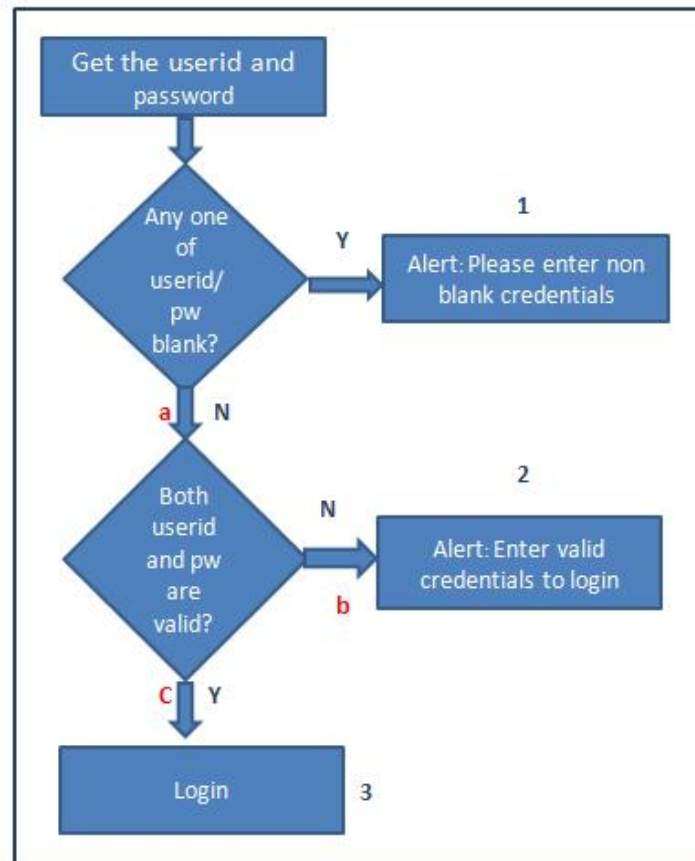 Get the userid and
password
Any one
of
userid/
pw
blank?
Y
1
Alert: Please enter non
blank credentials
a
N
Both
userid
and pw
are
valid?
N
b
2
Alert: Enter valid
credentials to login
C
Y
Login
3